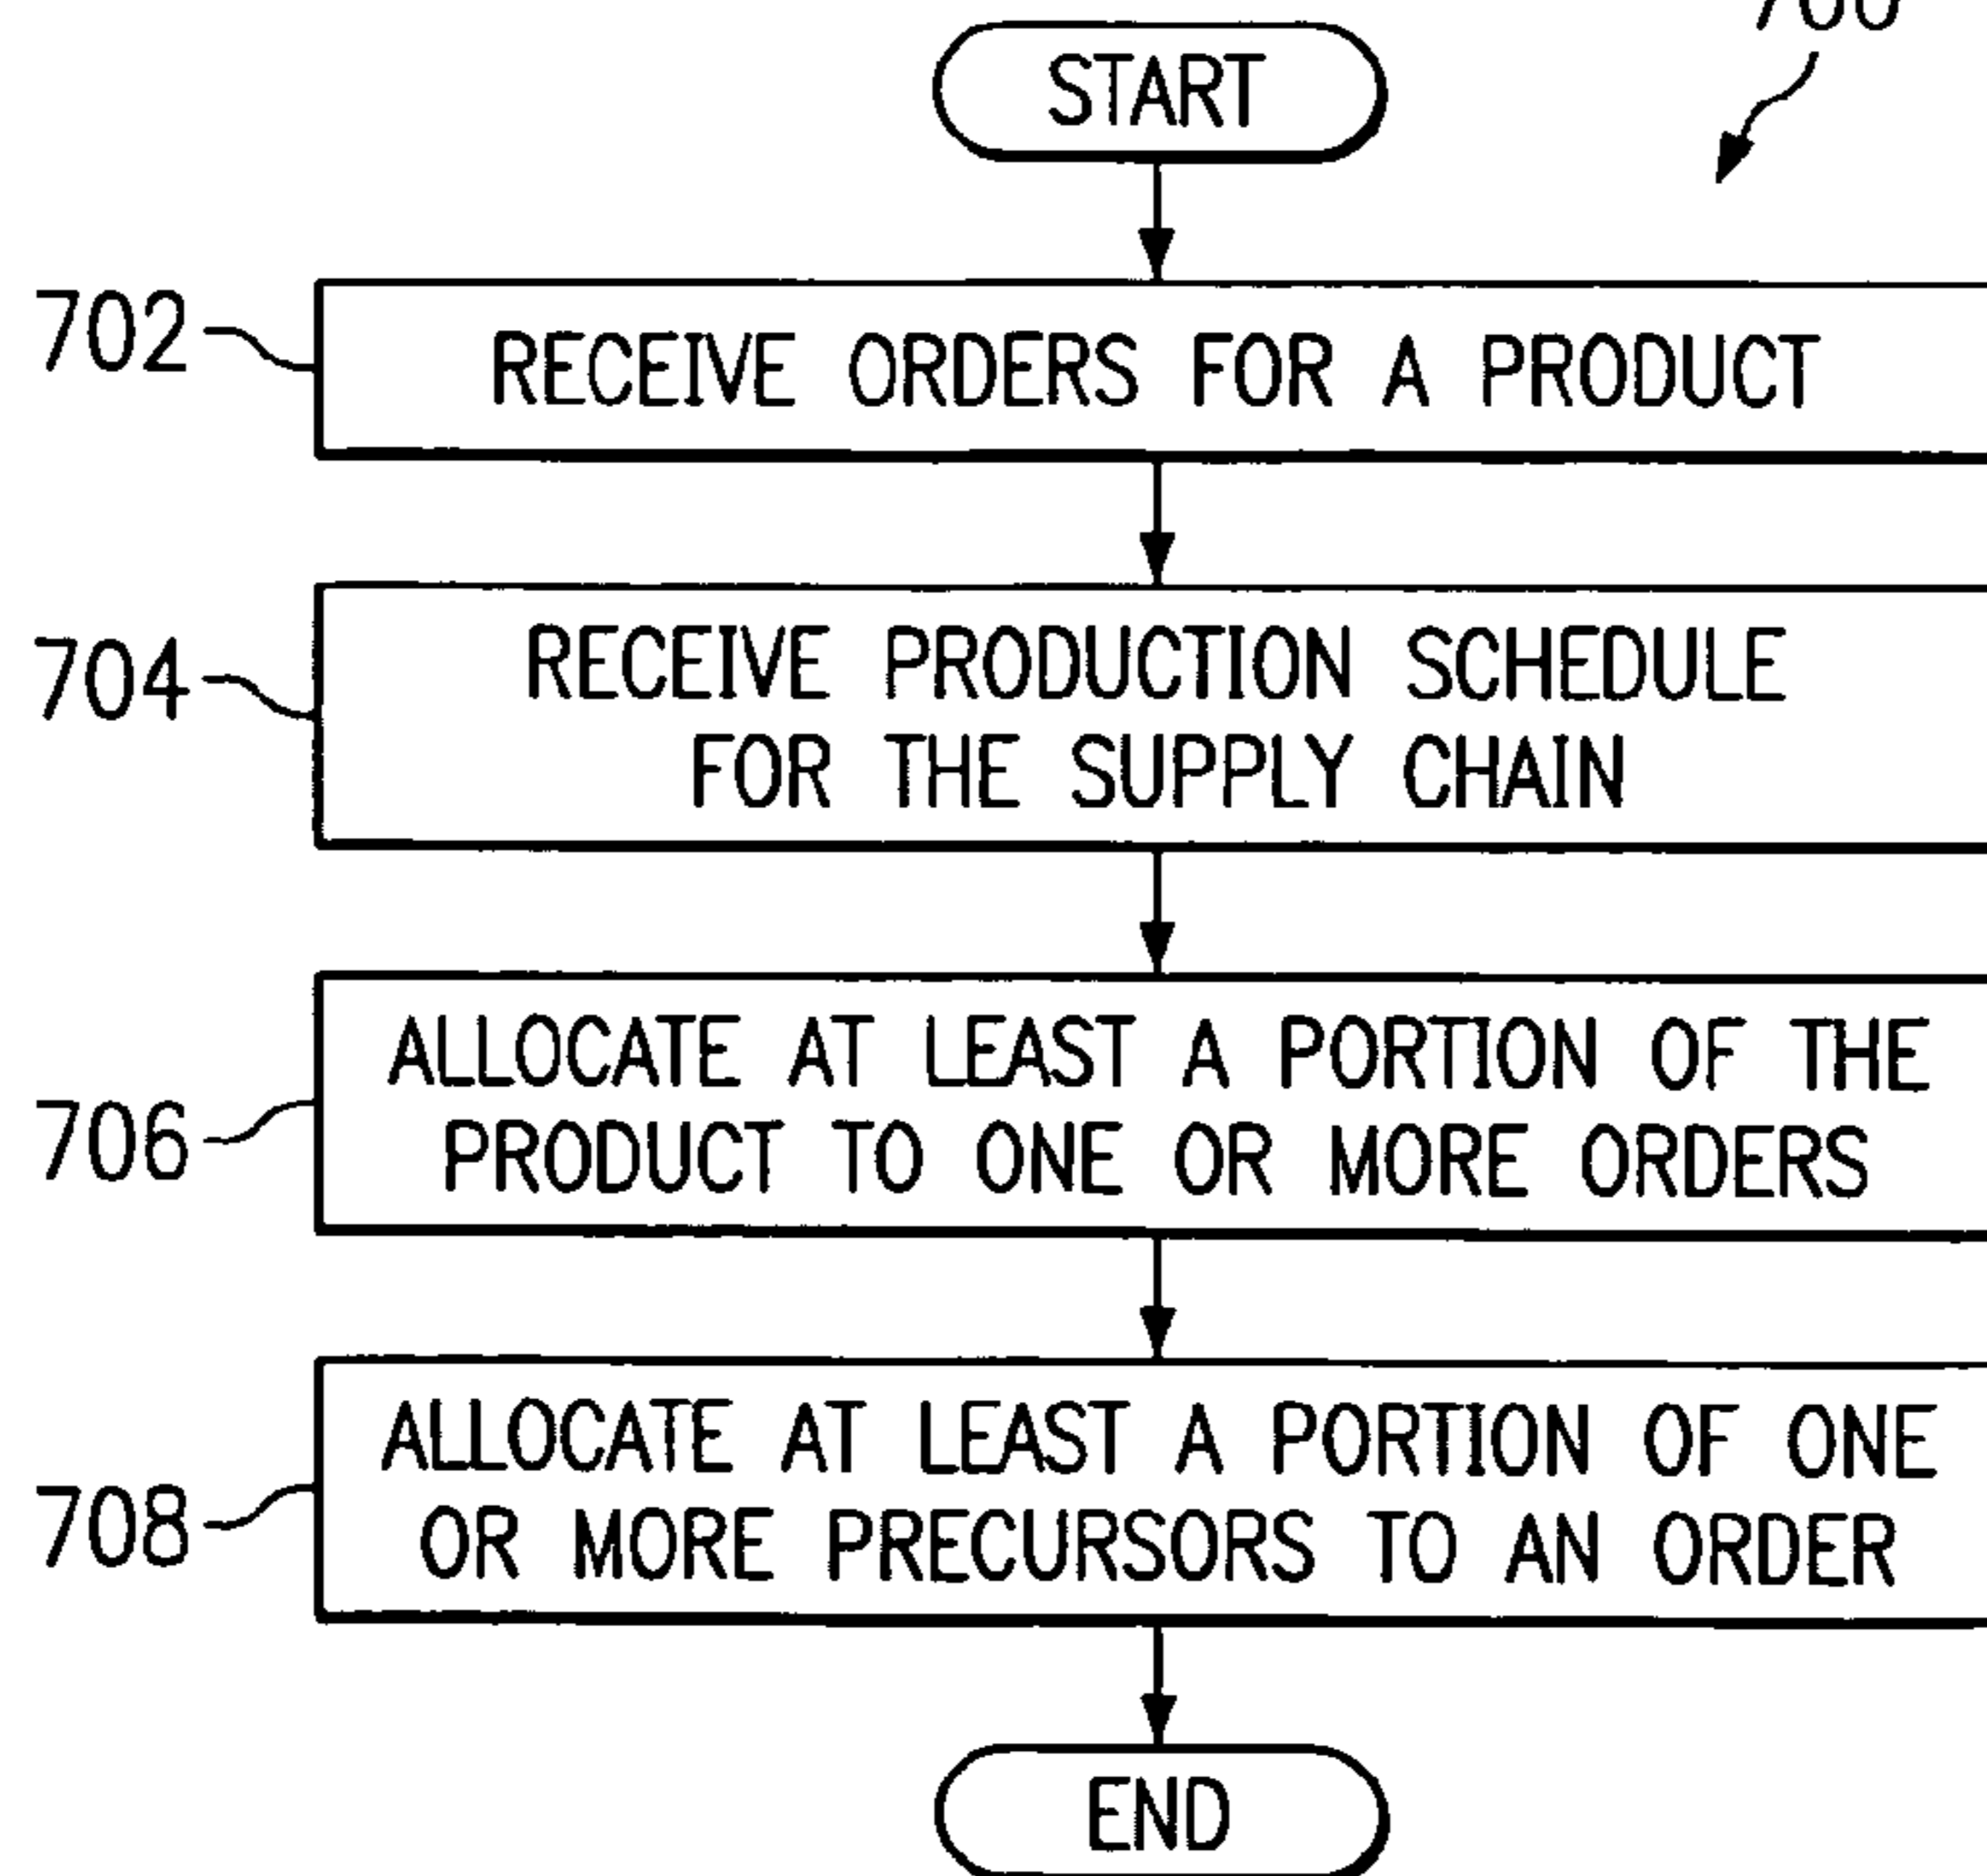 700
START
702
RECEIVE ORDERS FOR A PRODUCT
704
RECEIVE PRODUCTION SCHEDULE
FOR THE SUPPLY CHAIN
706
ALLOCATE AT LEAST A PORTION OF THE
PRODUCT TO ONE OR MORE ORDERS
708
ALLOCATE AT LEAST A PORTION OF ONE
OR MORE PRECURSORS TO AN ORDER
END